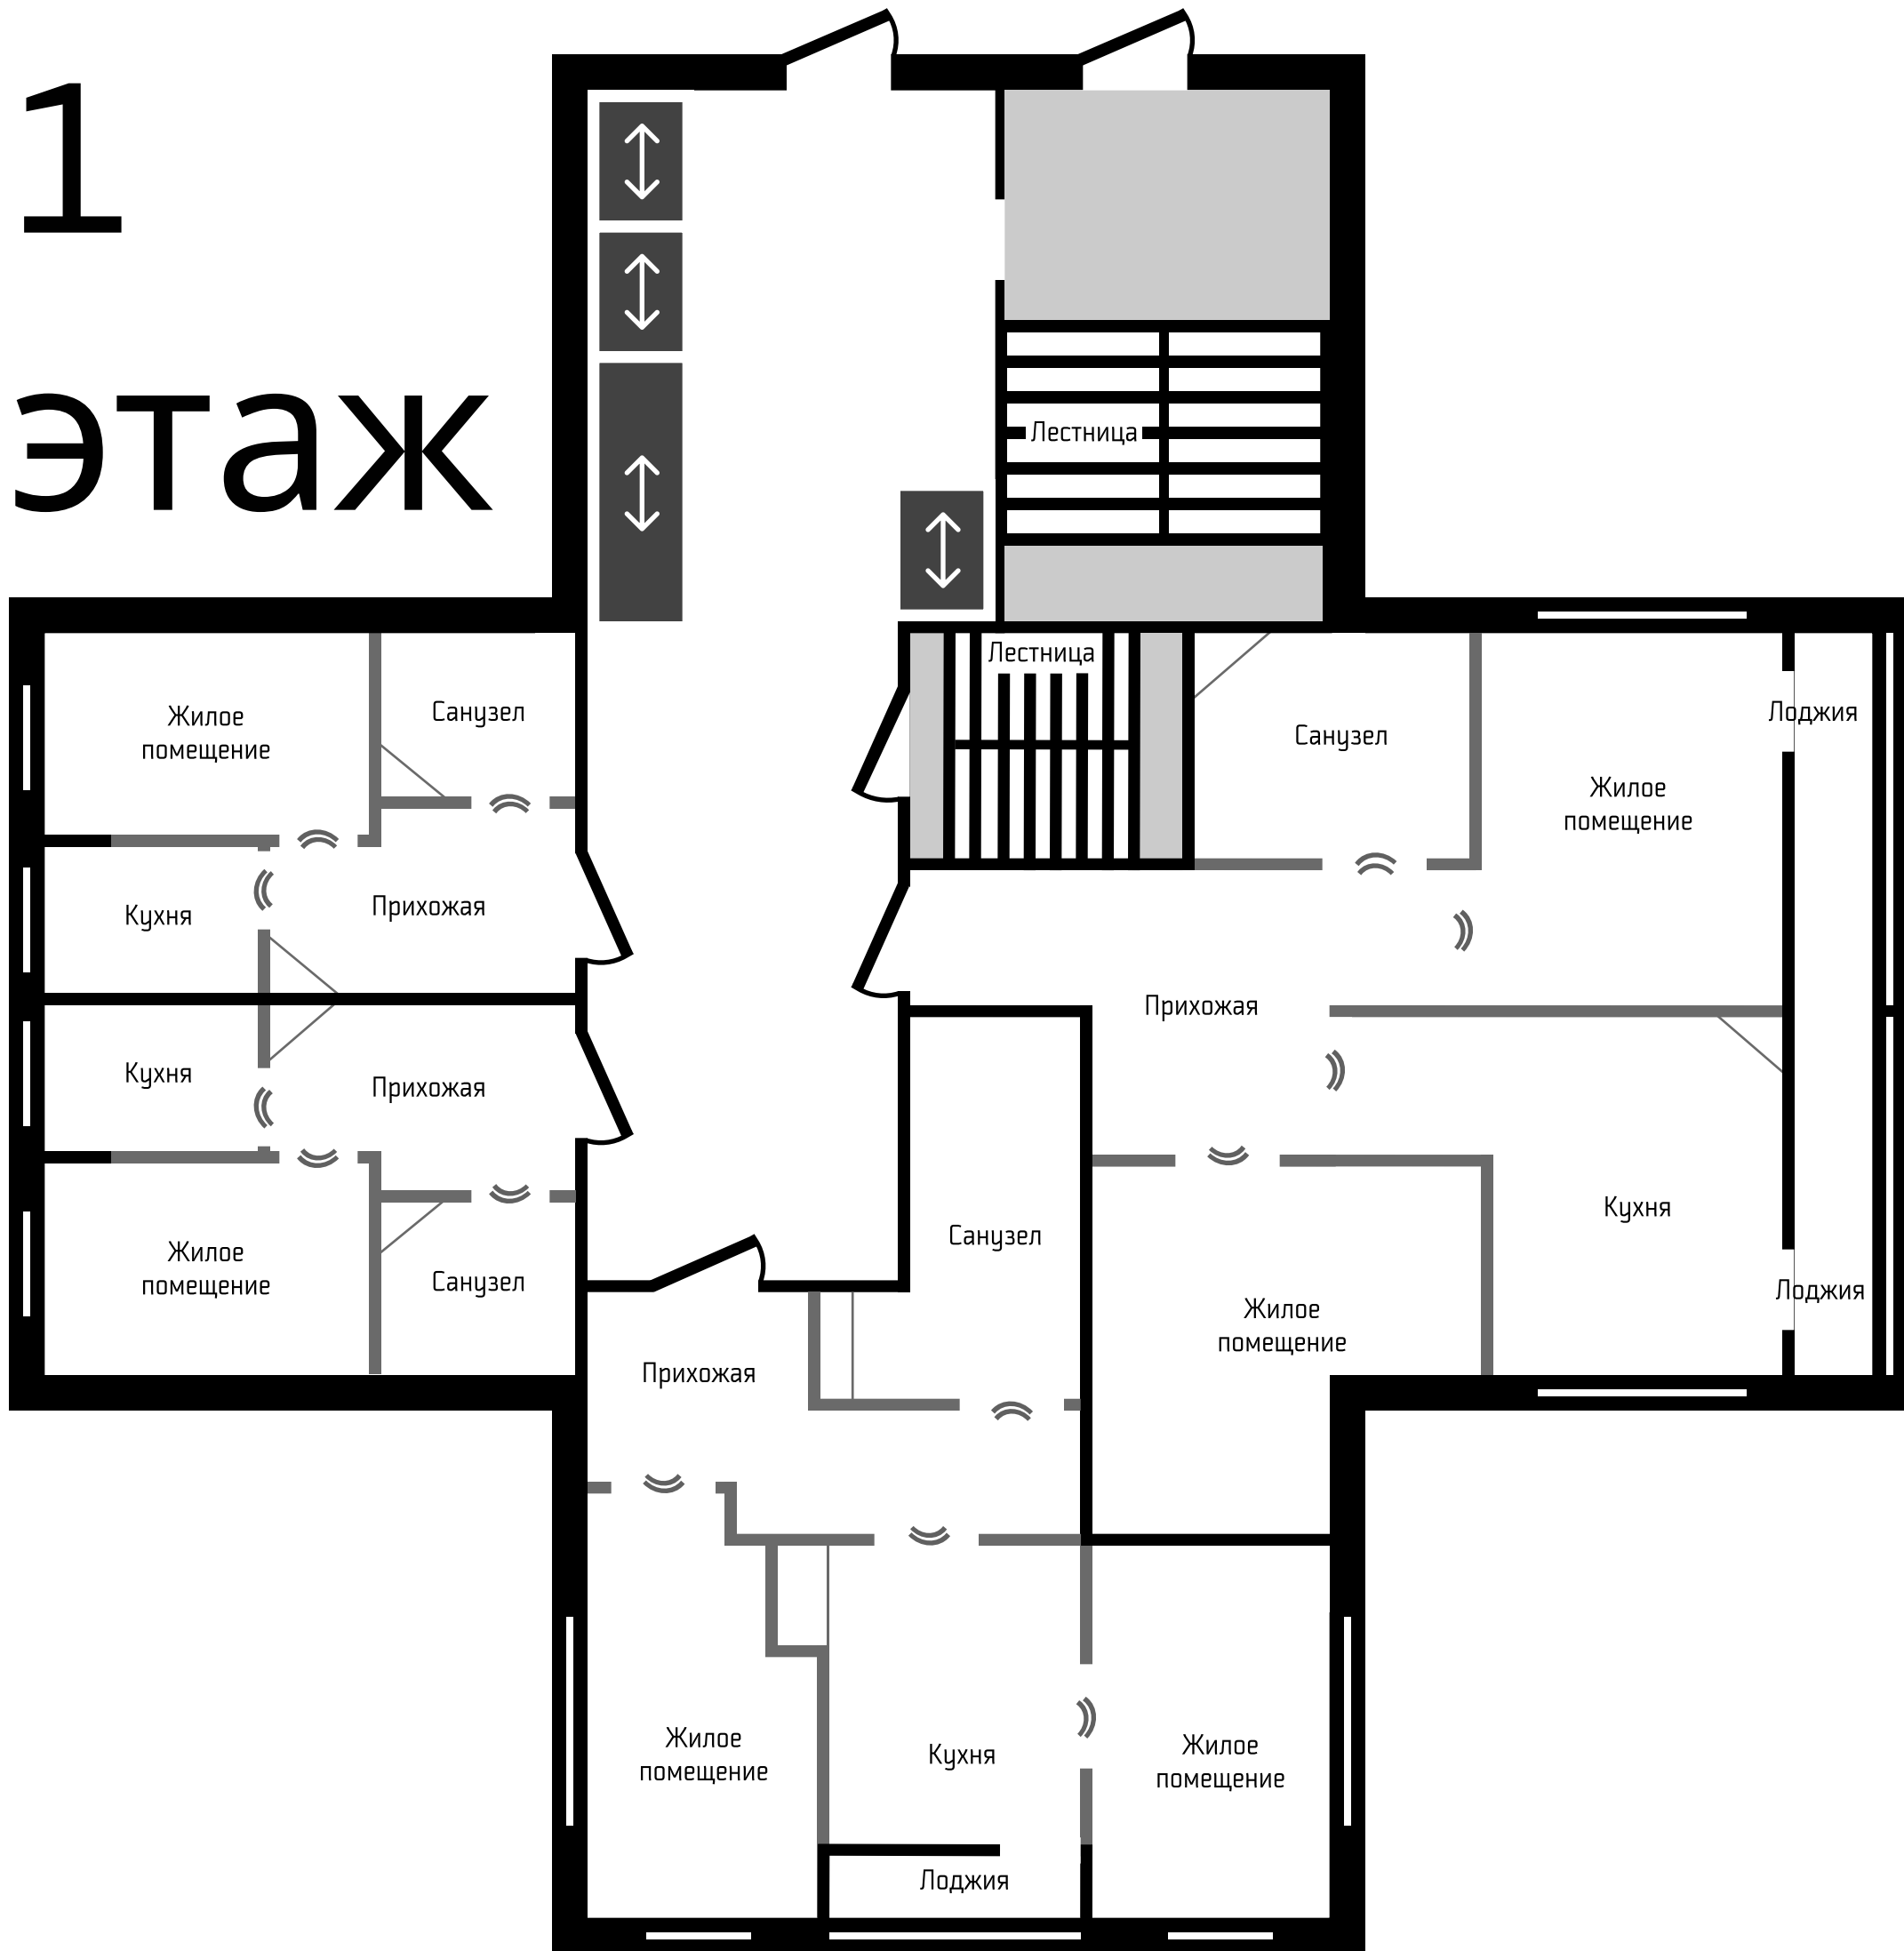 1
этаж
Лестница
Лестница
Жилое
помещение
Санузел
Санузел
Лоджия
Жилое
помещение
Кухня
Прихожая
Прихожая
Кухня
Прихожая
Жилое
помещение
Санузел
Санузел
Кухня
Лоджия
Жилое
помещение
Прихожая
Жилое
помещение
Кухня
Жилое
помещение
Лоджия